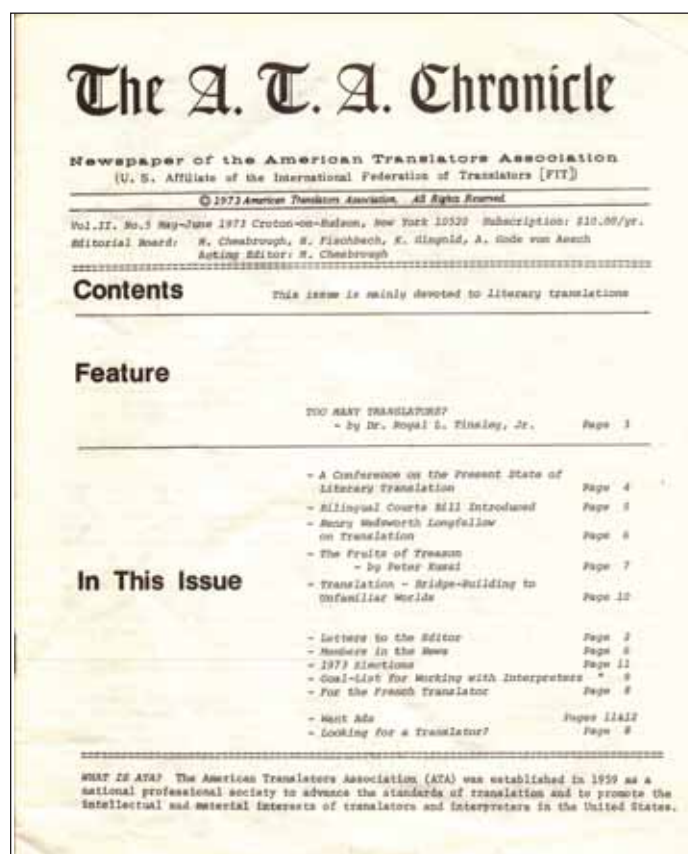 The A. T. A. Chronicle
Newspaper of the American Translators Association
(U. S. Affiliate of the International Federation of Translators [FIT])
© 1973 American Translators Association, All Rights Reserved
Vol.II. No.5 May-June 1973 Croton-on-Hudson, New York 10520 Subscription: $10.00/yr.
Editorial Board: M. Chesbrough, H. Fischbach, K. Gingold, A. Gode von Aesch
Acting Editor: M. Chesbrough
Contents This issue is mainly devoted to literary translations
Feature
TOO MANY TRANSLATORS?
- by Dr. Royal L. Tinsley, Jr. Page 3
- A Conference on the Present State of
Literary Translation Page 4
- Bilingual Courts Bill Introduced Page 5
- Henry Wadsworth Longfellow
on Translation Page 6
- The Fruits of Treason
- by Peter Kussi Page 7
In This Issue
- Translation - Bridge-Building to
Unfamiliar Worlds Page 10
- Letters to the Editor Page
- Members in the News Page
- 1973 Elections Page 11
- Goal-List for Working with Interpreters " 9
- For the French Translator Page 8
- Want Ads Pages 11&12
- Looking for a Translator? Page 8
WHAT IS ATA? The American Translators Association (ATA) was established in 1959 as a
national professional society to advance the standards of translation and to promote the
intellectual and material interests of translators and interpreters in the United States.